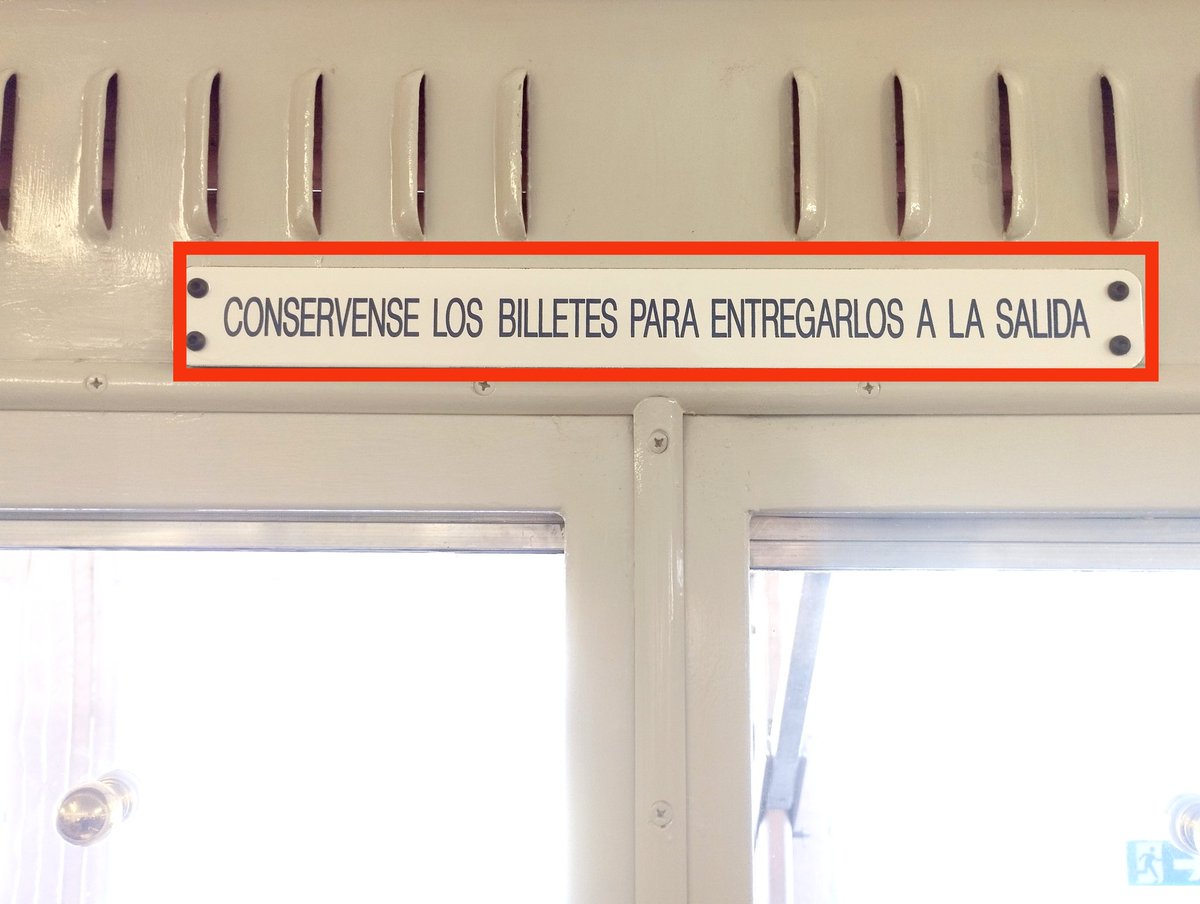 CONSERVENSE LOS BILLETES PARA ENTREGARLOS A LA SALIDA